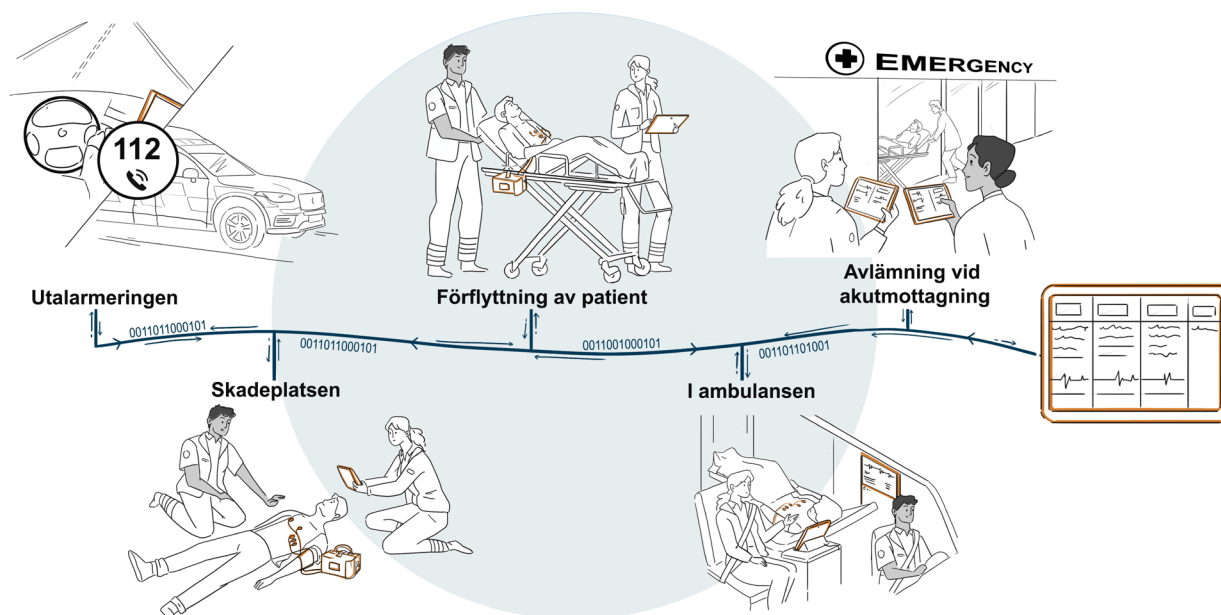 EMERGENCY
112
Utalarmeringen
Förflyttning av patient
Avlämning vid
akutmottagning
0011011000101
0011011000101
0011001000101
001101101001
Skadeplatsen
I ambulansen